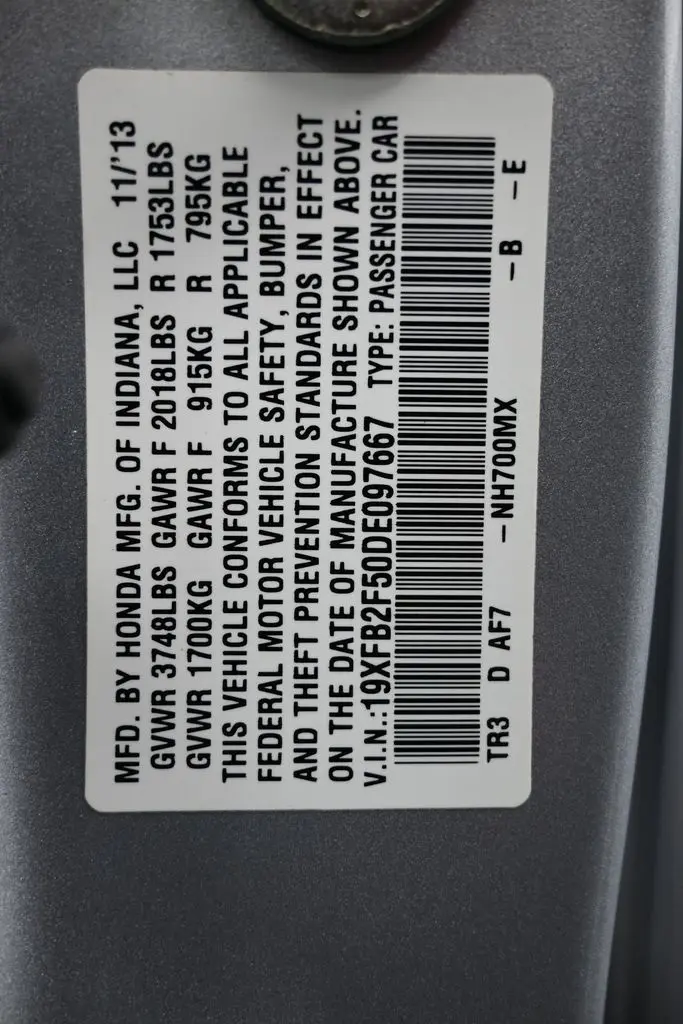 MFD. BY HONDA MFG. OF INDIANA, LLC 11/'13
GVWR 3748LBS GAWR F 2018LBS R 1753LBS
GVWR 1700KG GAWR F 915KG R 795KG
THIS VEHICLE CONFORMS TO ALL APPLICABLE
FEDERAL MOTOR VEHICLE SAFETY, BUMPER,
AND THEFT PREVENTION STANDARDS IN EFFECT
ON THE DATE OF MANUFACTURE SHOWN ABOVE.
V.I.N.:19XFB2F50DE097667 TYPE: PASSENGER CAR
TR3 D AF7 –NH700MX –B –E